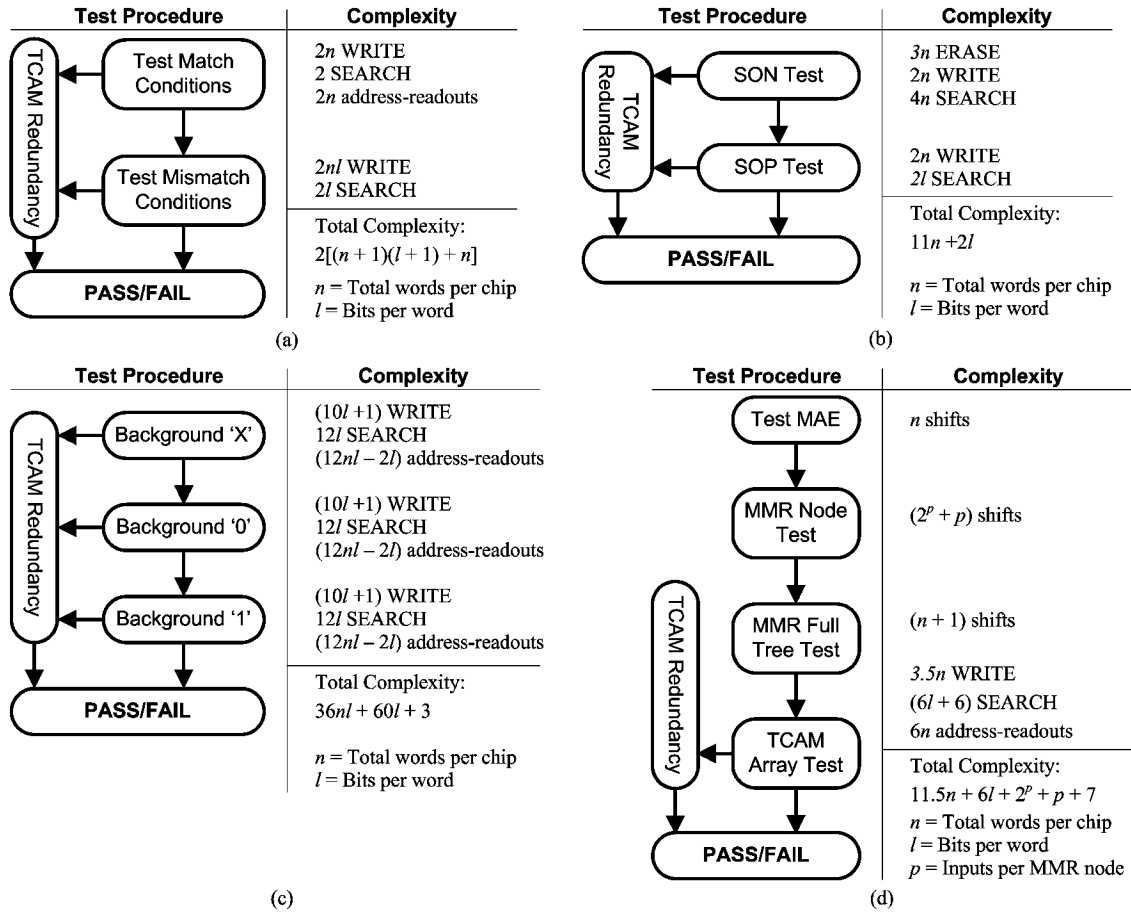 Test Procedure
Complexity
TCAM Redundancy
Test Match
Conditions
2n WRITE
2 SEARCH
2n address-readouts
Test Mismatch
Conditions
2nl WRITE
2l SEARCH
Total Complexity:
2[(n + 1)(l + 1) + n]
PASS/FAIL
n = Total words per chip
l = Bits per word
(a)
Test Procedure
Complexity
TCAM
Redundancy
SON Test
3n ERASE
2n WRITE
4n SEARCH
SOP Test
2n WRITE
2l SEARCH
Total Complexity:
11n +2l
PASS/FAIL
n = Total words per chip
l = Bits per word
(b)
Test Procedure
Complexity
TCAM Redundancy
Background ‘X’
(10l +1) WRITE
12l SEARCH
(12nl – 2l) address-readouts
Background ‘0’
(10l +1) WRITE
12l SEARCH
(12nl – 2l) address-readouts
Background ‘1’
(10l +1) WRITE
12l SEARCH
(12nl – 2l) address-readouts
Total Complexity:
36nl + 60l + 3
PASS/FAIL
n = Total words per chip
l = Bits per word
(c)
Test Procedure
Complexity
Test MAE
n shifts
MMR Node
Test
(2^p + p) shifts
TCAM Redundancy
MMR Full
Tree Test
(n + 1) shifts
3.5n WRITE
(6l + 6) SEARCH
6n address-readouts
TCAM
Array Test
Total Complexity:
11.5n + 6l + 2^p + p + 7
n = Total words per chip
l = Bits per word
p = Inputs per MMR node
PASS/FAIL
(d)